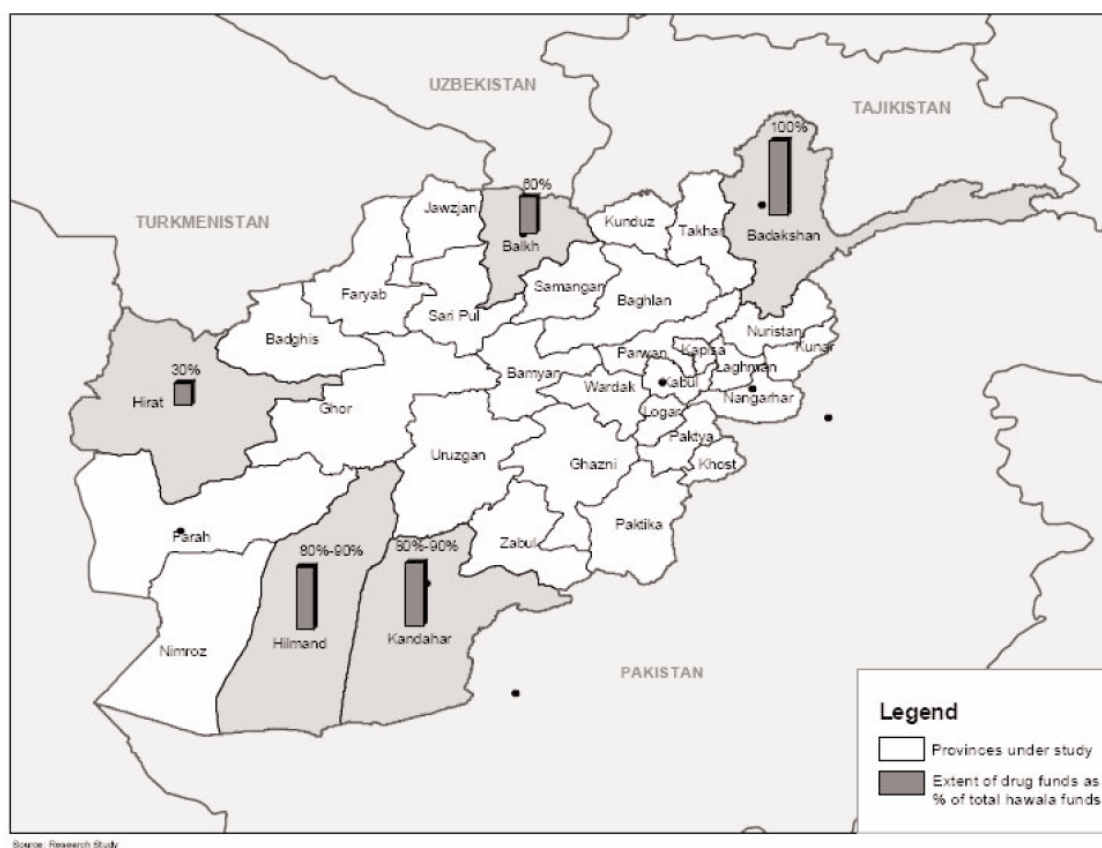 UZBEKISTAN
TAJIKISTAN
100%
60%
Jawzjan
Kunduz
Takhar
Badakshan
TURKMENISTAN
Balkh
Faryab
Samangan
Baghlan
Sari Pul
Badghis
Nuristan
Kunar
Parwan
Kapisa
Laghman
30%
Hirat
Bamyan
Wardak
Kabul
Nangarhar
Ghor
Logar
Paktya
Uruzgan
Ghazni
Khost
Paktika
Farah
80%-90%
80%-90%
Zabul
Hilmand
Kandahar
Nimroz
PAKISTAN
Legend
Provinces under study
Extent of drug funds as
% of total hawala funds
Source: Research Study